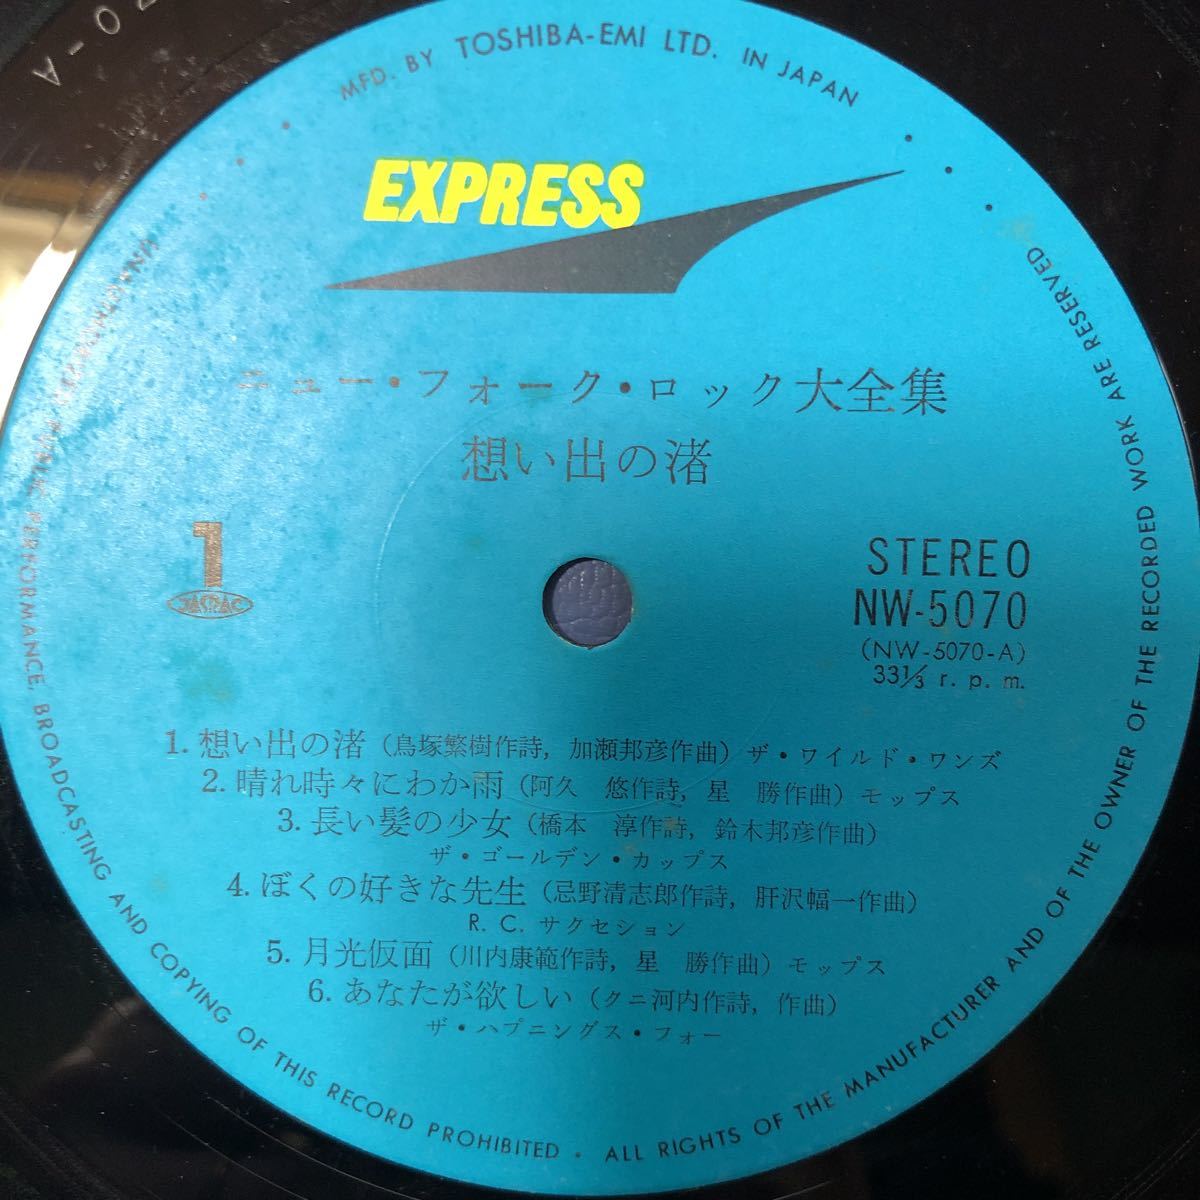 70-A
MFD. BY TOSHIBA-EMI LTD. IN JAPAN
EXPRESS
ニュー・フォーク・ロック大全集
想い出の渚
1
JASRAC
STEREO
NW-5070
(NW-5070-A)
33 1/3 r. p. m.
1. 想い出の渚 (鳥塚繁樹作詩, 加瀬邦彦作曲) ザ・ワイルド・ワンズ
2. 晴れ時々にわか雨 (阿久 悠作詩, 星 勝作曲) モップス
3. 長い髪の少女 (橋本 淳作詩, 鈴木邦彦作曲)
ザ・ゴールデン・カップス
4. ぼくの好きな先生 (忌野清志郎作詩, 肝沢幅一作曲)
R. C. サクセション
5. 月光仮面 (川内康範作詩, 星 勝作曲) モップス
6. あなたが欲しい (クニ河内作詩, 作曲)
ザ・ハプニングス・フォー
UNAUTHORIZED PUBLIC PERFORMANCE, BROADCASTING AND COPYING OF THIS RECORD PROHIBITED • ALL RIGHTS OF THE MANUFACTURER AND OF THE OWNER OF THE RECORDED WORK ARE RESERVED